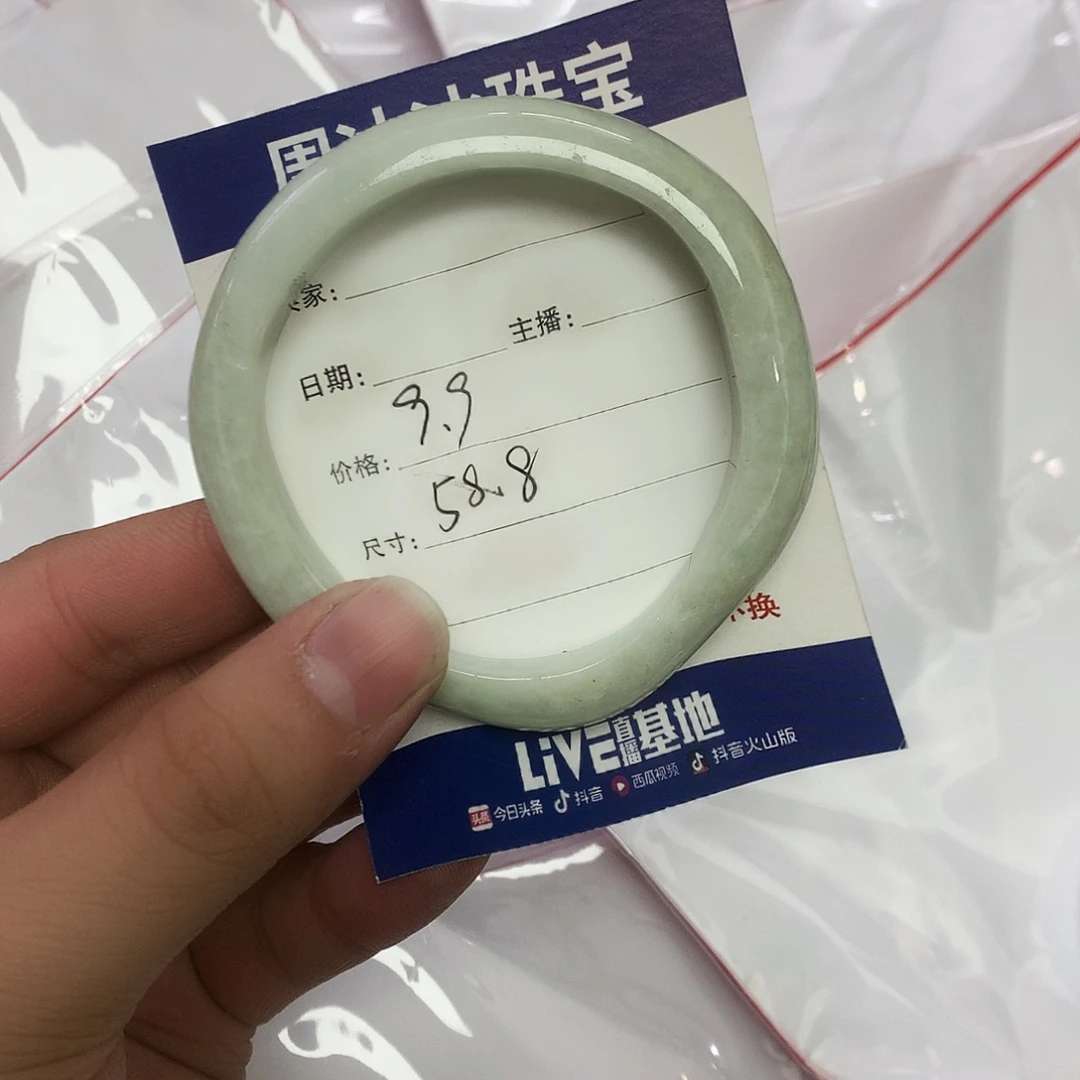 珠宝
家:
主播:
日期:
价格: 9.9
尺寸: 58.8
换
LiVE直播基地
今日头条 抖音 西瓜视频 抖音火山版